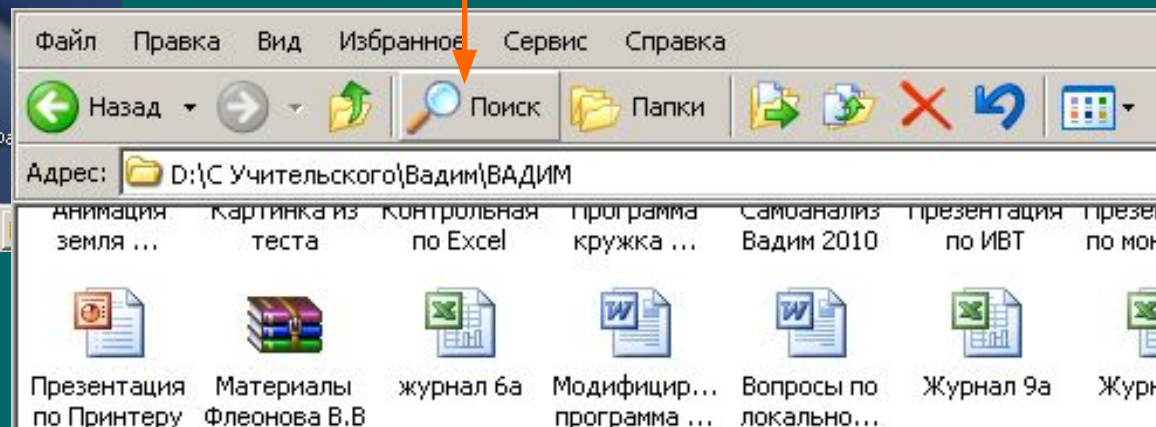 Файл Правка Вид Избранное Сервис Справка
Назад Поиск Папки
Адрес: D:\С Учительского\Вадим\ВАДИМ
Анимация Картинка из Контрольная Программа Самоанализ Презентация
земля ... теста по Excel кружка ... Вадим 2010 по ИВТ по
Презентация Материалы журнал 6а Модифицир... Вопросы по Журнал 9а
по Принтеру Флеонова В.В программа ... локально...